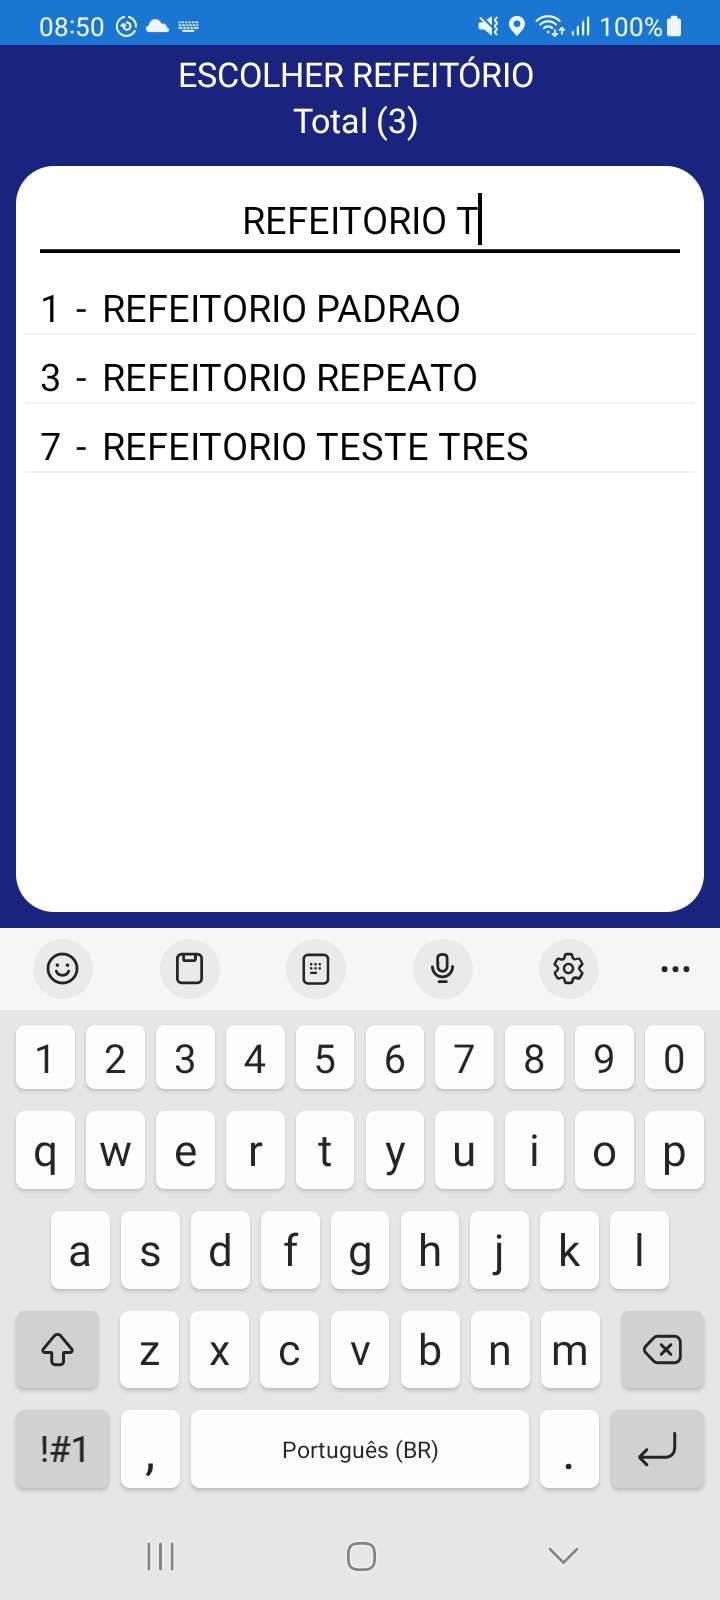 08:50 100%
ESCOLHER REFEITÓRIO
Total (3)
REFEITORIO T
1 - REFEITORIO PADRAO
3 - REFEITORIO REPEATO
7 - REFEITORIO TESTE TRES
1 2 3 4 5 6 7 8 9 0
q w e r t y u i o p
a s d f g h j k l
z x c v b n m
!#1 , Português (BR) .